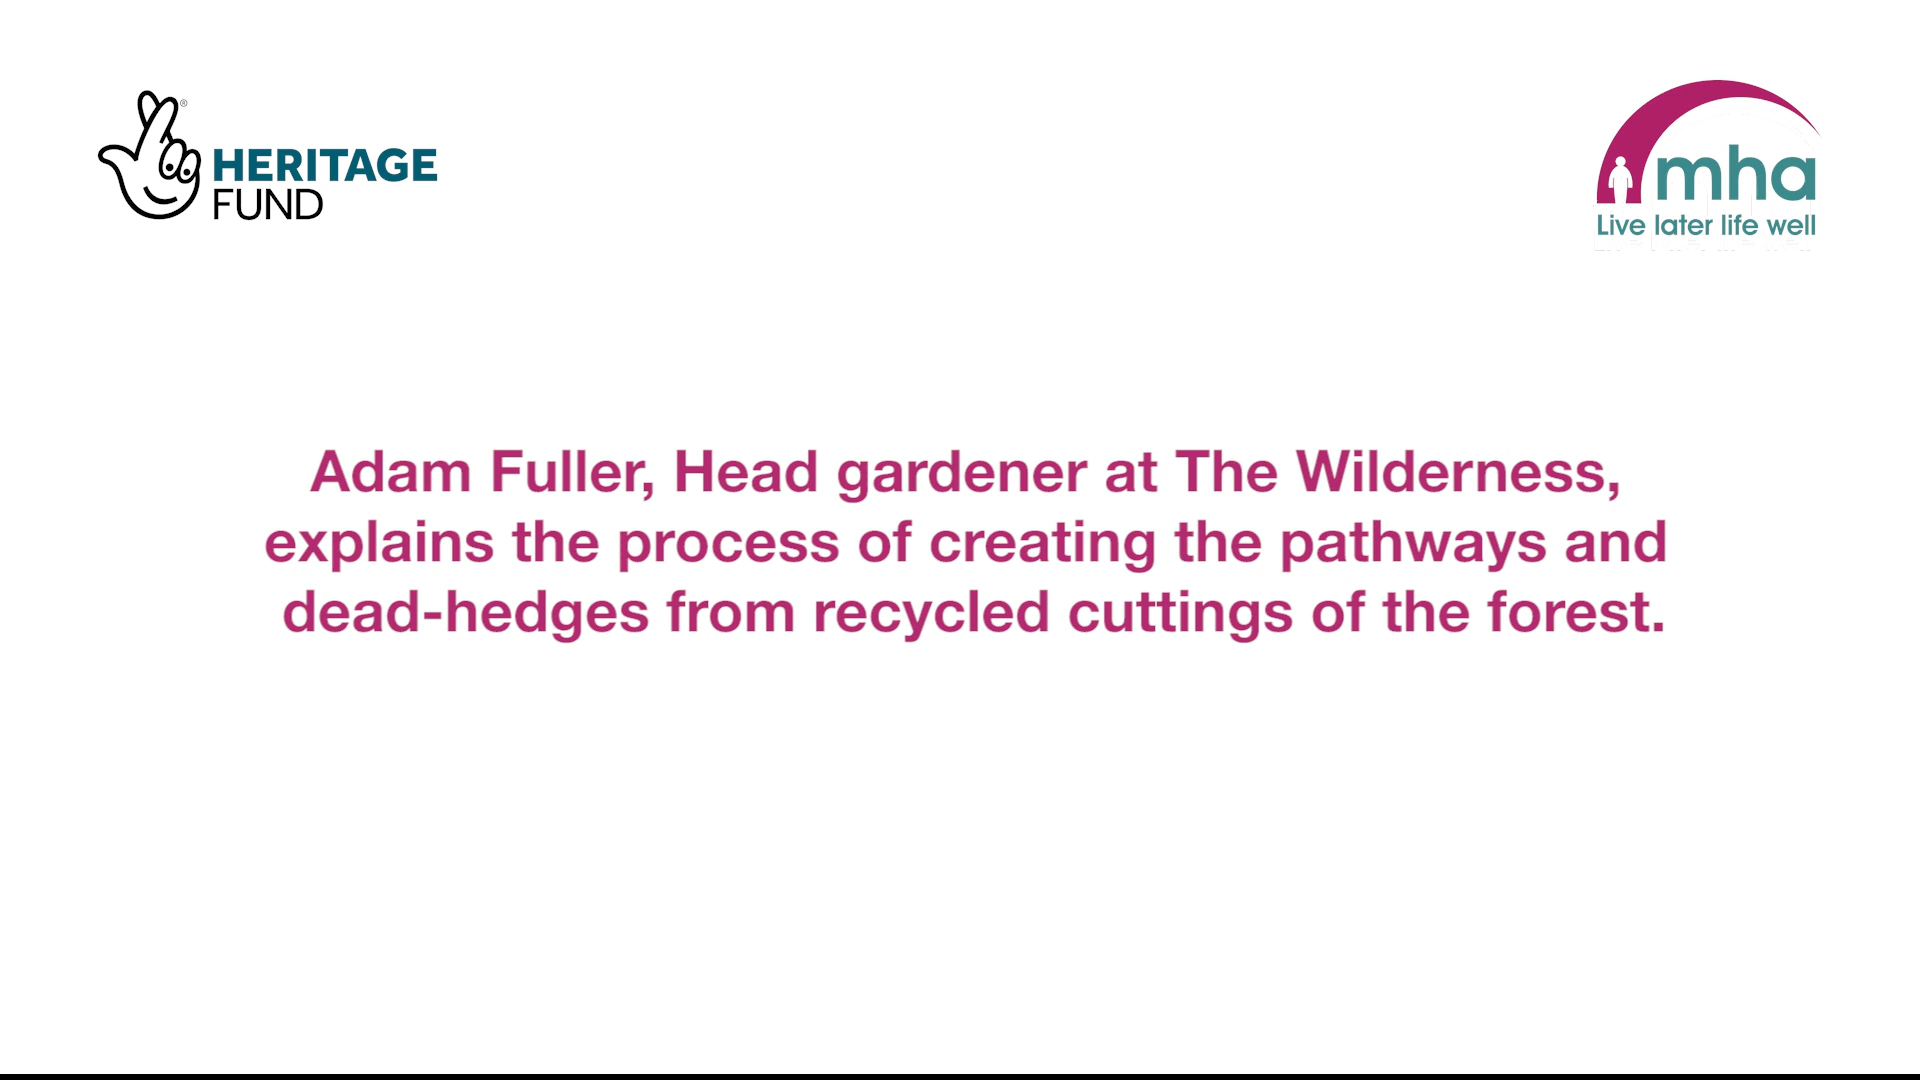 HERITAGE
FUND
®
mha
Live later life well
Adam Fuller, Head gardener at The Wilderness,
explains the process of creating the pathways and
dead-hedges from recycled cuttings of the forest.